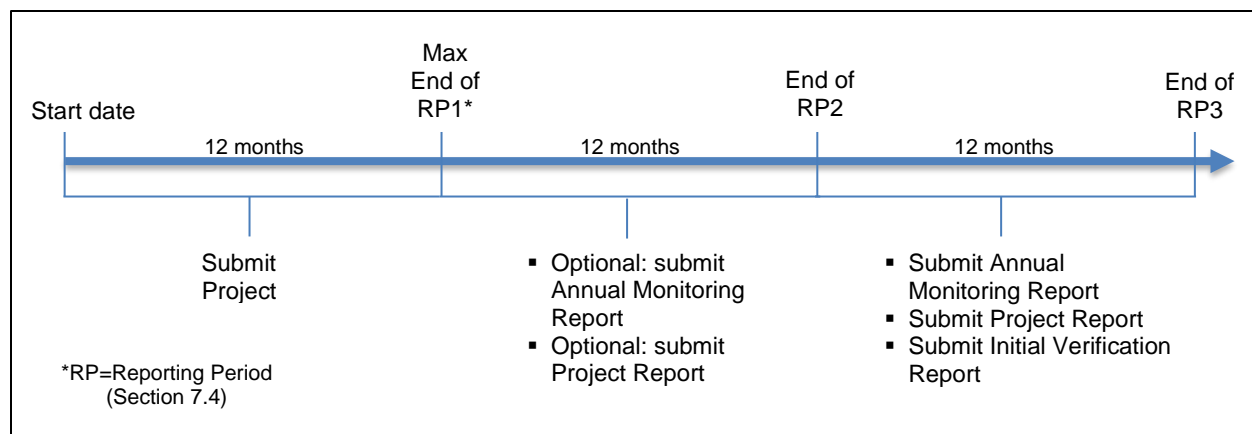 Start date
Max
End of
RP1*
End of
RP2
End of
RP3
12 months
12 months
12 months
Submit
Project
▪ Optional: submit
Annual Monitoring
Report
▪ Optional: submit
Project Report
▪ Submit Annual
Monitoring Report
▪ Submit Project Report
▪ Submit Initial Verification
Report
*RP=Reporting Period
(Section 7.4)